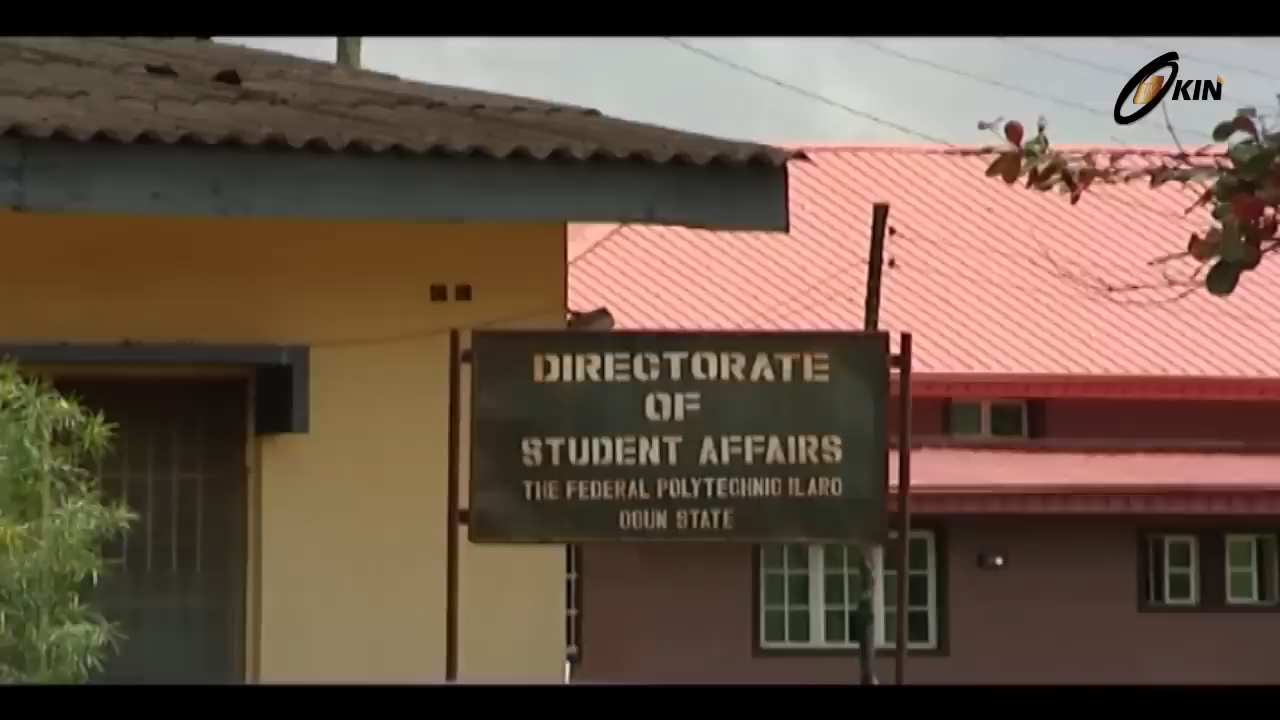 OKIN
DIRECTORATE
OF
STUDENT AFFAIRS
THE FEDERAL POLYTECHNIC ILARO
OGUN STATE